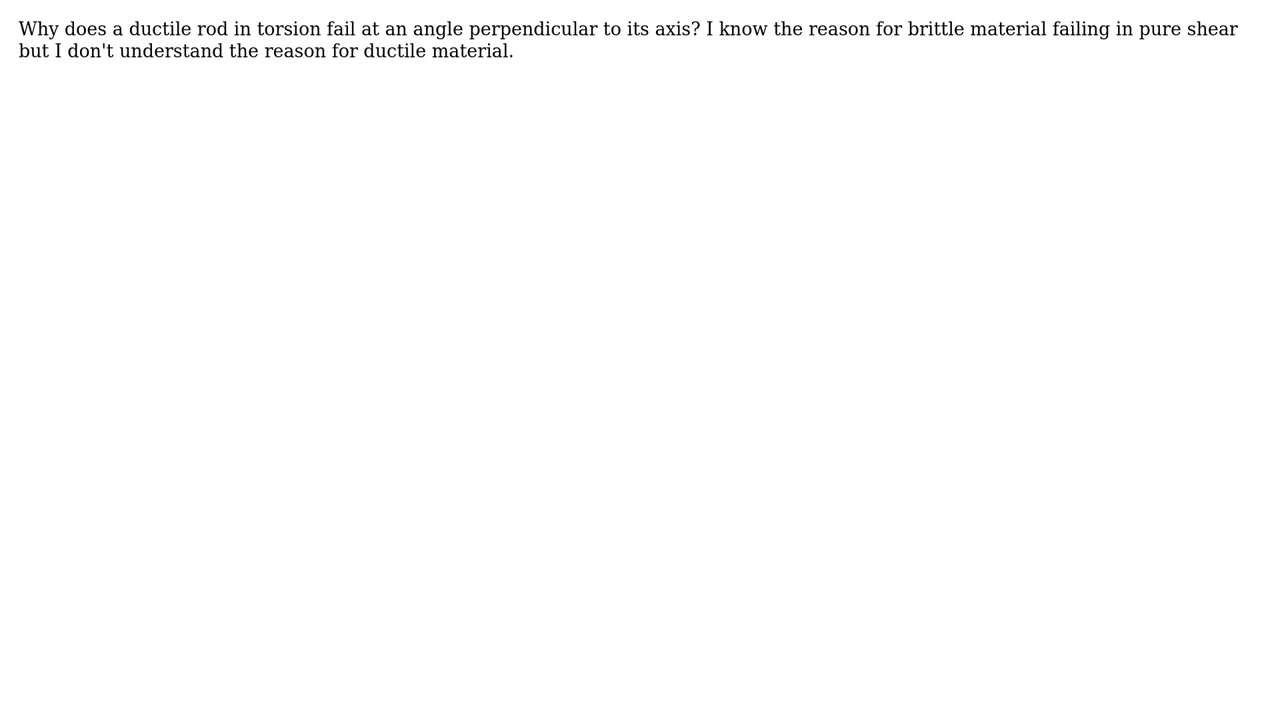 Why does a ductile rod in torsion fail at an angle perpendicular to its axis? I know the reason for brittle material failing in pure shear
but I don't understand the reason for ductile material.